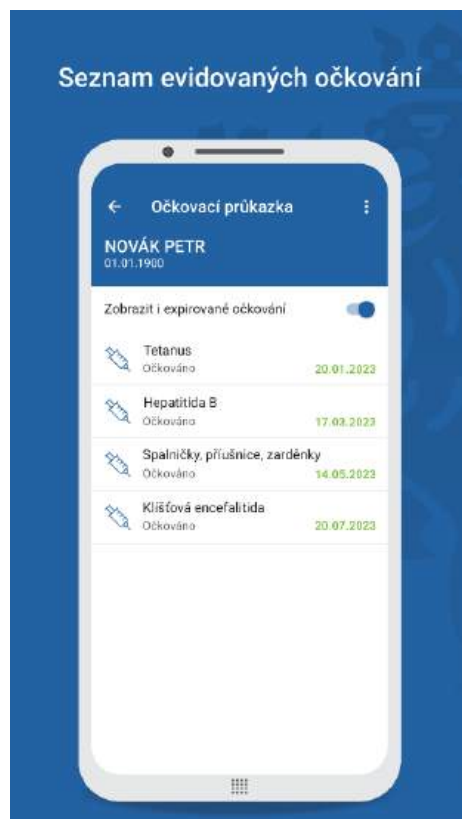 Seznam evidovaných očkování
Očkovací průkazka
NOVÁK PETR
01.01.1900
Zobrazit i expirované očkování
Tetanus
Očkováno
20.01.2023
Hepatitida B
Očkováno
17.03.2023
Spalničky, příušnice, zarděnky
Očkováno
14.05.2023
Klíšťová encefalitida
Očkováno
20.07.2023